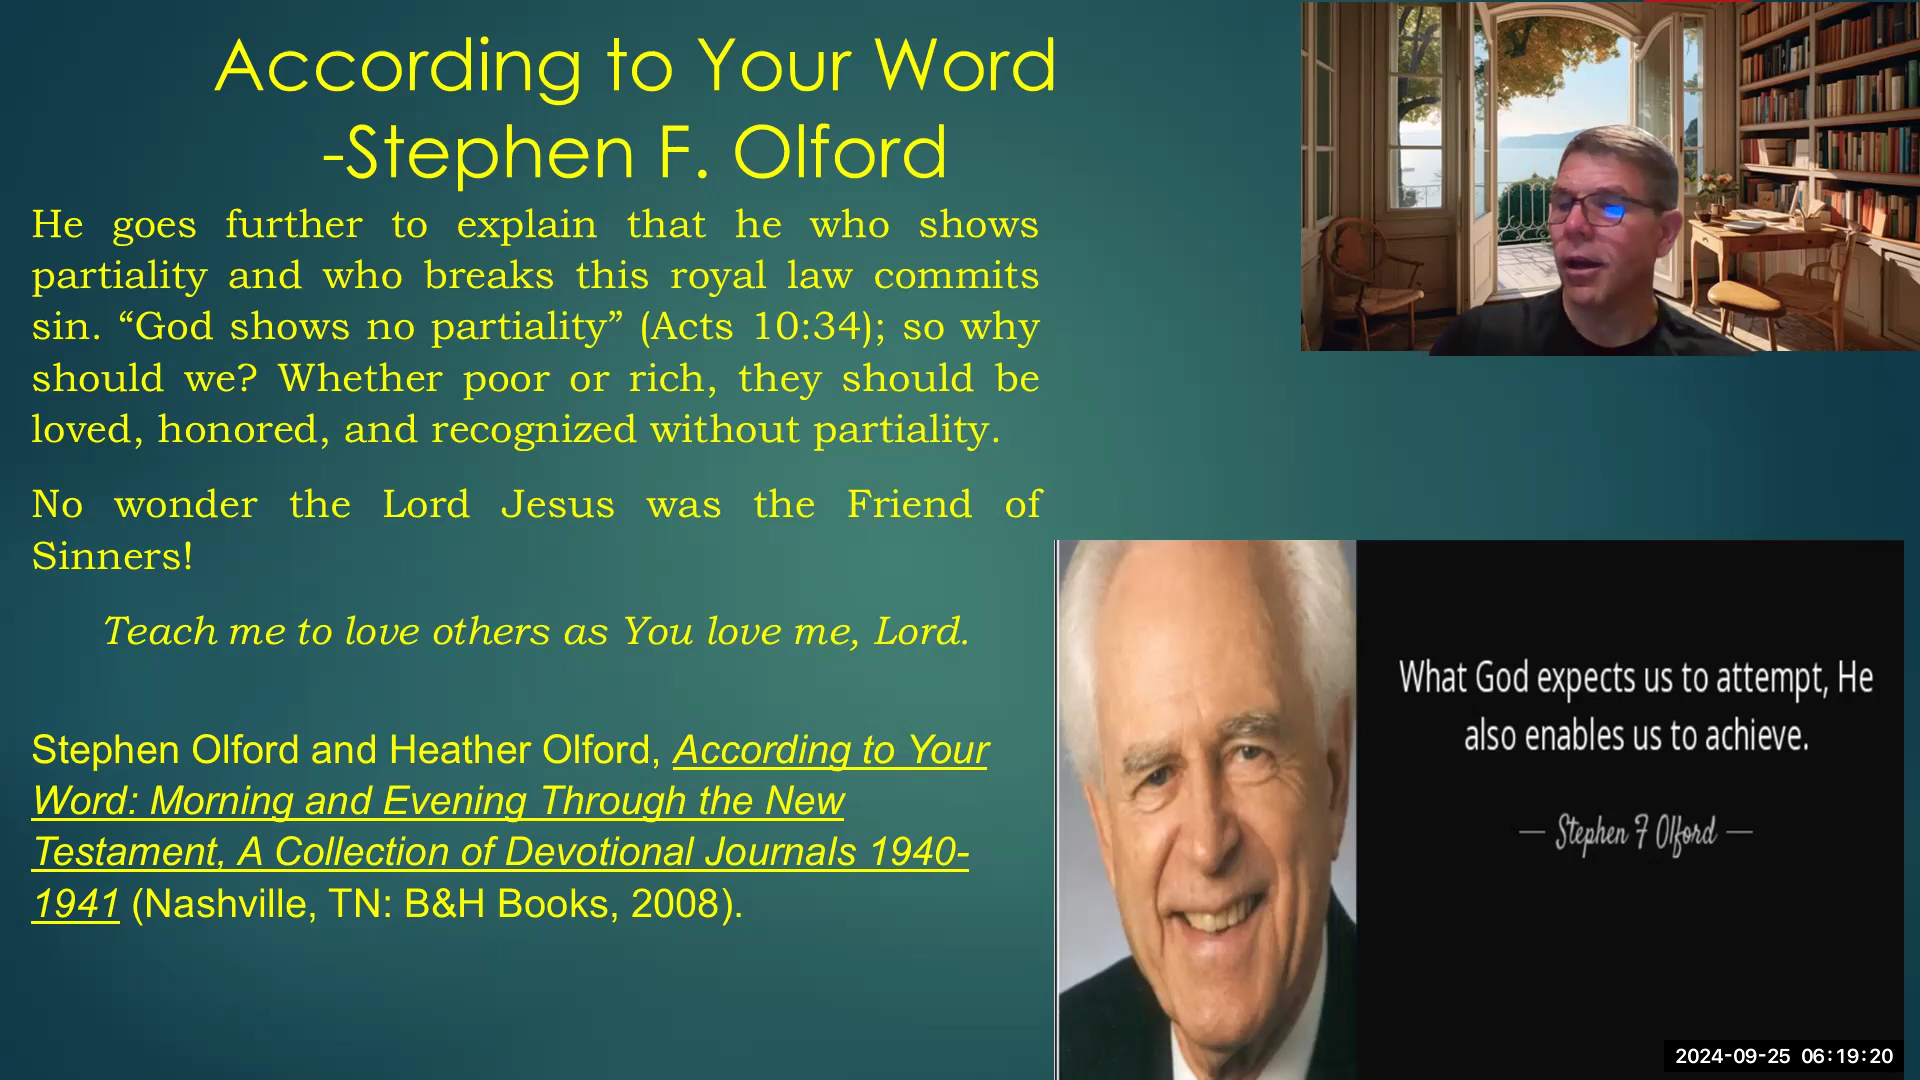 According to Your Word
-Stephen F. Olford
He goes further to explain that he who shows
partiality and who breaks this royal law commits
sin. “God shows no partiality” (Acts 10:34); so why
should we? Whether poor or rich, they should be
loved, honored, and recognized without partiality.
No wonder the Lord Jesus was the Friend of
Sinners!
Teach me to love others as You love me, Lord.
Stephen Olford and Heather Olford, According to Your
Word: Morning and Evening Through the New
Testament, A Collection of Devotional Journals 1940-
1941 (Nashville, TN: B&H Books, 2008).
What God expects us to attempt, He
also enables us to achieve.
— Stephen F Olford —
2024-09-25 06:19:20